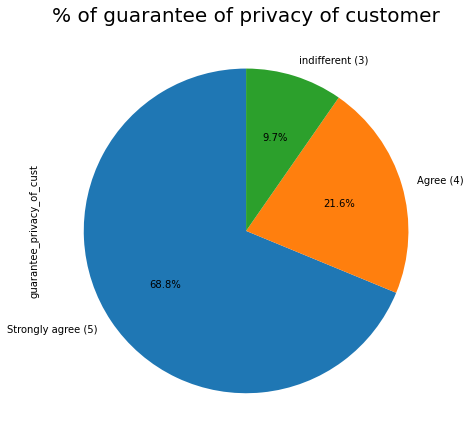 % of guarantee of privacy of customer
indifferent (3)
9.7%
Agree (4)
21.6%
guarantee_privacy_of_cust
68.8%
Strongly agree (5)